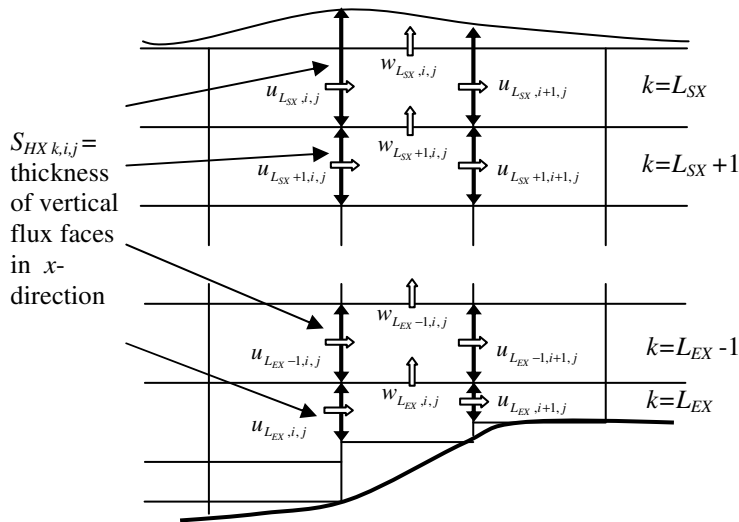 w_{L_{SX},i,j}
u_{L_{SX},i,j}
u_{L_{SX},i+1,j}
k=L_{SX}
S_{HX k,i,j}=
thickness
of vertical
flux faces
in x-
direction
w_{L_{SX}+1,i,j}
u_{L_{SX}+1,i,j}
u_{L_{SX}+1,i+1,j}
k=L_{SX}+1
w_{L_{EX}-1,i,j}
u_{L_{EX}-1,i,j}
u_{L_{EX}-1,i+1,j}
k=L_{EX}-1
w_{L_{EX},i,j}
u_{L_{EX},i,j}
u_{L_{EX},i+1,j}
k=L_{EX}